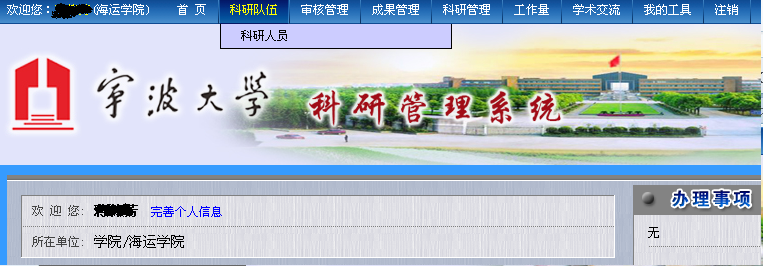 欢迎您： (海运学院) 首 页 科研队伍 审核管理 成果管理 科研管理 工作量 学术交流 我的工具 注销
科研人员
宁波大学 科研管理系统
欢 迎 您: 芳 完善个人信息
办理事项
所在单位: 学院/海运学院
无